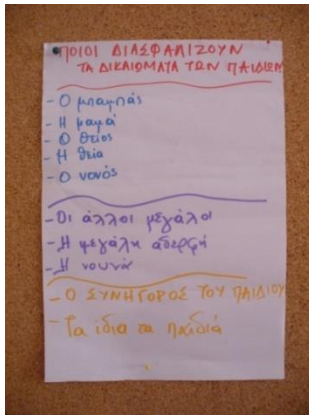 ΠΟΙΟΙ ΔΙΑΣΦΑΛΙΖΟΥΝ
ΤΑ ΔΙΚΑΙΩΜΑΤΑ ΤΩΝ ΠΑΙΔΙΩΝ
- Ο μπαμπάς
- Η μαμά
- Ο θείος
- Η θεία
- Ο νονός
- Οι άλλοι μεγάλοι
- Η μεγάλη αδερφή
- Η νουνά
- Ο ΣΥΝΗΓΟΡΟΣ ΤΟΥ ΠΑΙΔΙΟΥ
- Τα ίδια τα παιδιά